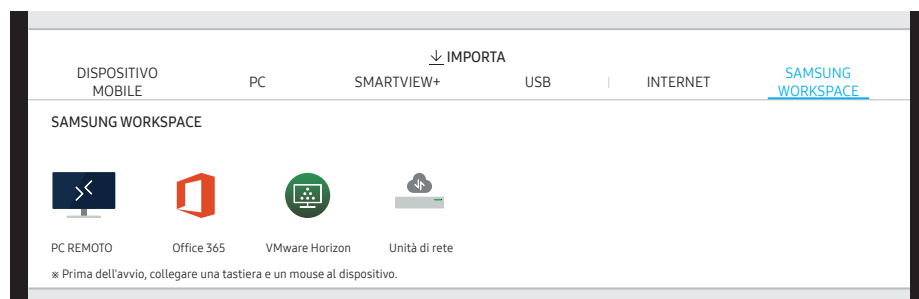 IMPORTA
DISPOSITIVO
MOBILE
PC
SMARTVIEW+
USB
INTERNET
SAMSUNG
WORKSPACE
SAMSUNG WORKSPACE
PC REMOTO
Office 365
VMware Horizon
Unità di rete
※ Prima dell'avvio, collegare una tastiera e un mouse al dispositivo.